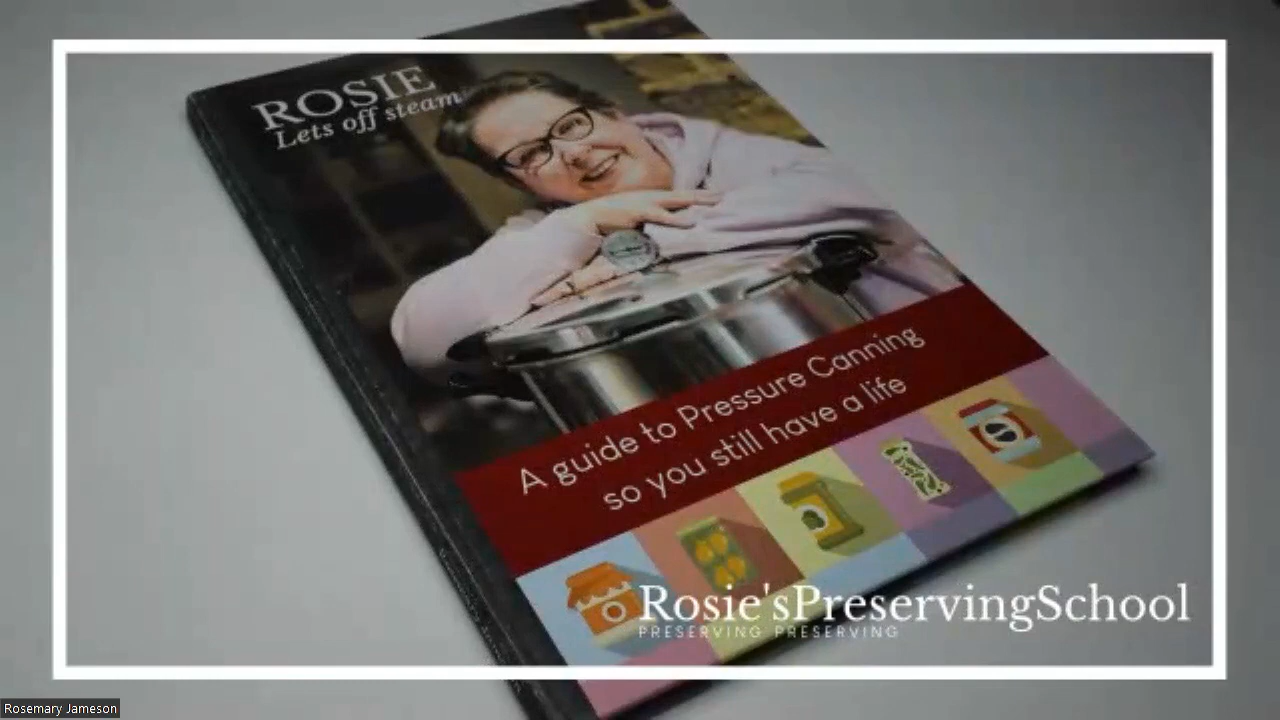 ROSIE
Lets off steam
A guide to Pressure Canning
so you still have a life
Rosie'sPreservingSchool
PRESERVING PRESERVING
Rosemary Jameson